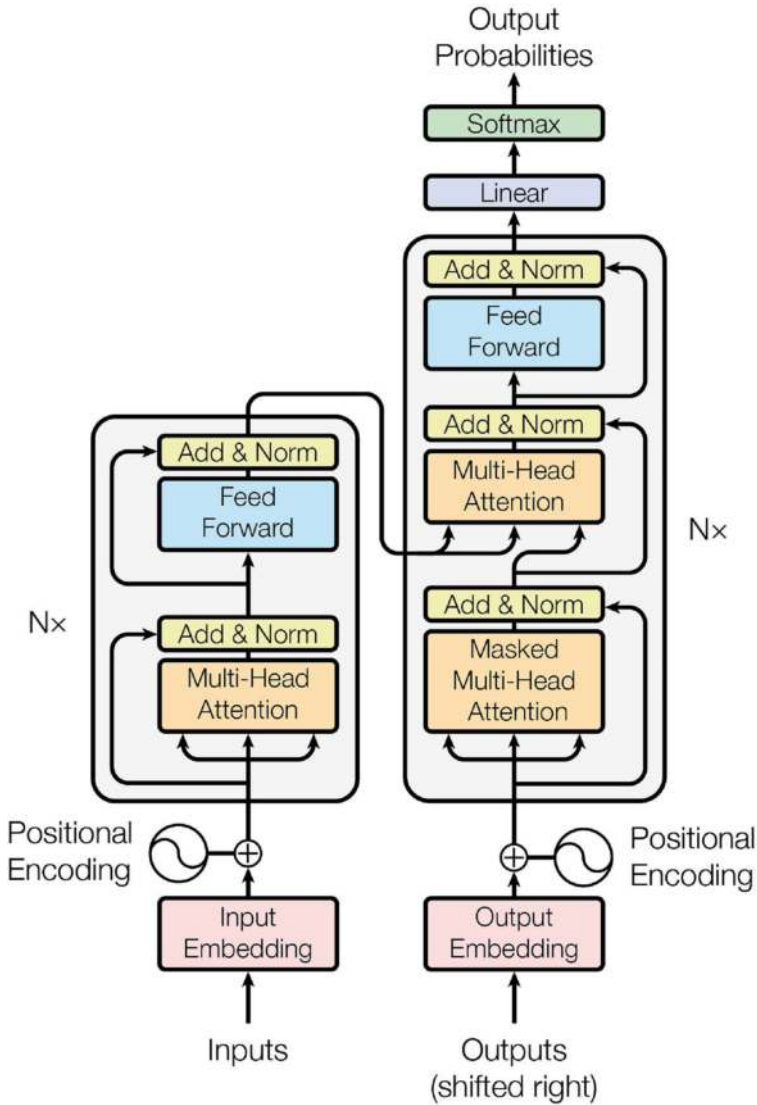 Output
Probabilities
Softmax
Linear
Add & Norm
Feed
Forward
Add & Norm
Multi-Head
Attention
N×
Add & Norm
Masked
Multi-Head
Attention
Add & Norm
Feed
Forward
N×
Add & Norm
Multi-Head
Attention
Positional
Encoding
Positional
Encoding
Input
Embedding
Output
Embedding
Inputs
Outputs
(shifted right)